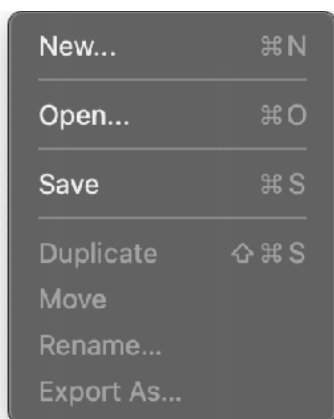 New... ⌘N
Open... ⌘O
Save ⌘S
Duplicate ⇧⌘S
Move
Rename...
Export As...